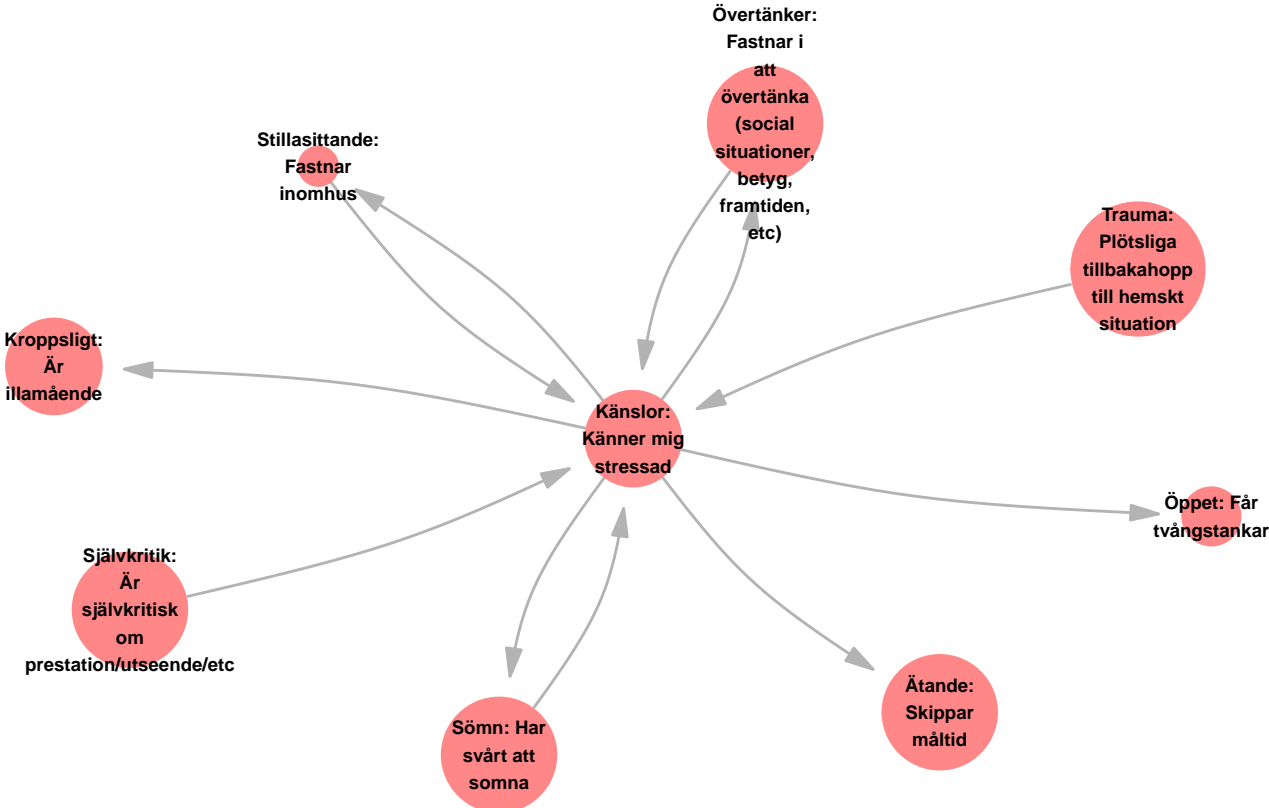 Övertänker:
Fastnar i
att
övertänka
(social
situationer,
betyg,
framtiden,
etc)
Stillasittande:
Fastnar
inomhus
Trauma:
Plötsliga
tillbakahopp
till hemskt
situation
Kroppsligt:
Är
illamående
Känslor:
Känner mig
stressad
Öppet: Får
tvångstankar
Självkritik:
Är
självkritisk
om
prestation/utseende/etc
Ätande:
Skippar
måltid
Sömn: Har
svårt att
somna